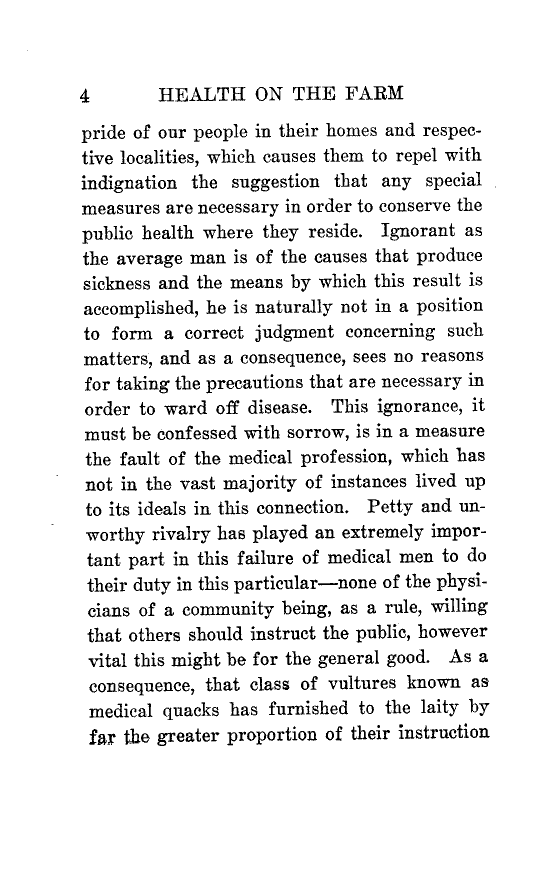 4 HEALTH ON THE FARM
pride of our people in their homes and respec-
tive localities, which causes them to repel with
indignation the suggestion that any special
measures are necessary in order to conserve the
public health where they reside. Ignorant as
the average man is of the causes that produce
sickness and the means by which this result is
accomplished, he is naturally not in a position
to form a correct judgment concerning such
matters, and as a consequence, sees no reasons
for taking the precautions that are necessary in
order to ward off disease. This ignorance, it
must be confessed with sorrow, is in a measure
the fault of the medical profession, which has
not in the vast majority of instances lived up
to its ideals in this connection. Petty and un-
worthy rivalry has played an extremely impor-
tant part in this failure of medical men to do
their duty in this particular—none of the physi-
cians of a community being, as a rule, willing
that others should instruct the public, however
vital this might be for the general good. As a
consequence, that class of vultures known as
medical quacks has furnished to the laity by
far the greater proportion of their instruction